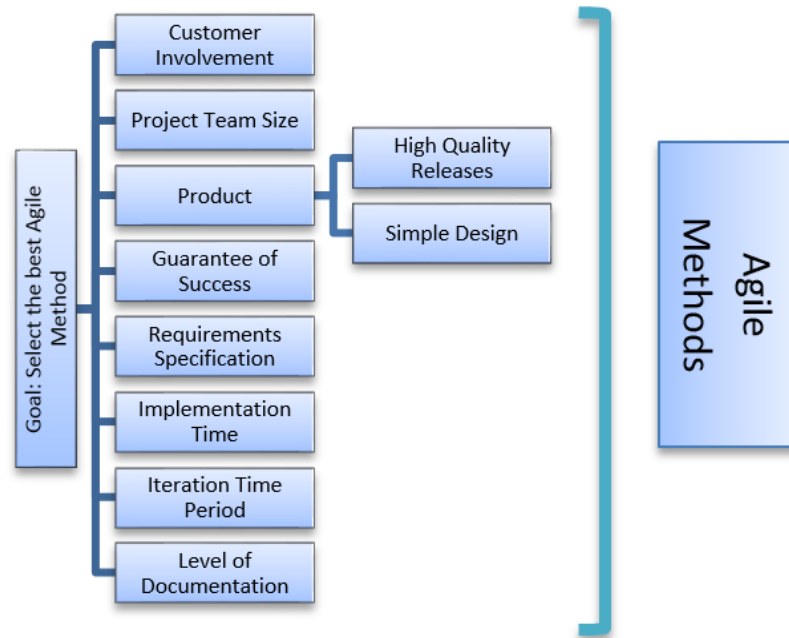 Goal: Select the best Agile
Method
Customer
Involvement
Project Team Size
Product
High Quality
Releases
Simple Design
Guarantee of
Success
Requirements
Specification
Implementation
Time
Iteration Time
Period
Level of
Documentation
Agile
Methods